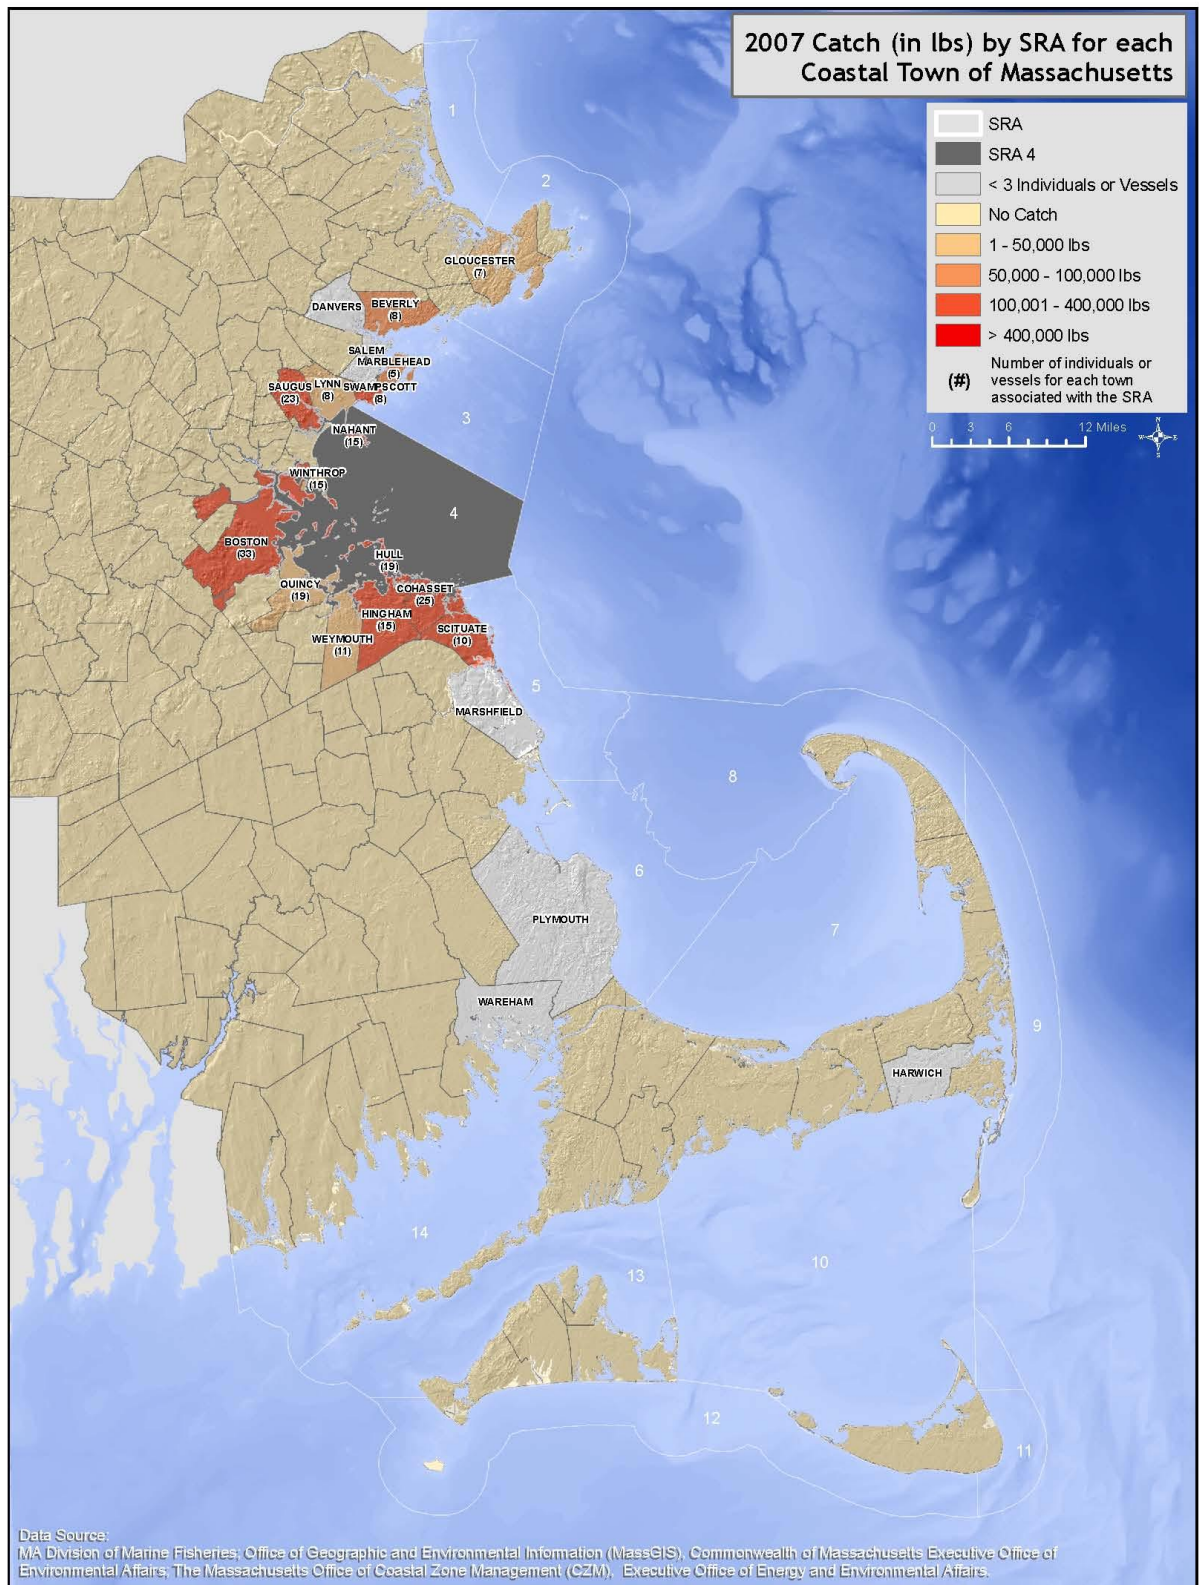 2007 Catch (in lbs) by SRA for each
Coastal Town of Massachusetts
SRA
SRA 4
< 3 Individuals or Vessels
No Catch
1 - 50,000 lbs
50,000 - 100,000 lbs
100,001 - 400,000 lbs
> 400,000 lbs
(#)
Number of individuals or
vessels for each town
associated with the SRA
0 3 6 12 Miles
N
W E
S
1
2
GLOUCESTER
(7)
DANVERS
BEVERLY
(8)
SALEM
MARBLEHEAD
(5)
SAUGUS
(23)
LYNN
(8)
SWAMPSCOTT
(8)
3
NAHANT
(15)
WINTHROP
(15)
4
BOSTON
(33)
HULL
(19)
QUINCY
(19)
COHASSET
(25)
HINGHAM
(15)
SCITUATE
(10)
WEYMOUTH
(11)
5
MARSHFIELD
8
6
PLYMOUTH
7
WAREHAM
9
HARWICH
14
10
13
12
11
Data Source:
MA Division of Marine Fisheries; Office of Geographic and Environmental Information (MassGIS), Commonwealth of Massachusetts Executive Office of
Environmental Affairs; The Massachusetts Office of Coastal Zone Management (CZM), Executive Office of Energy and Environmental Affairs.